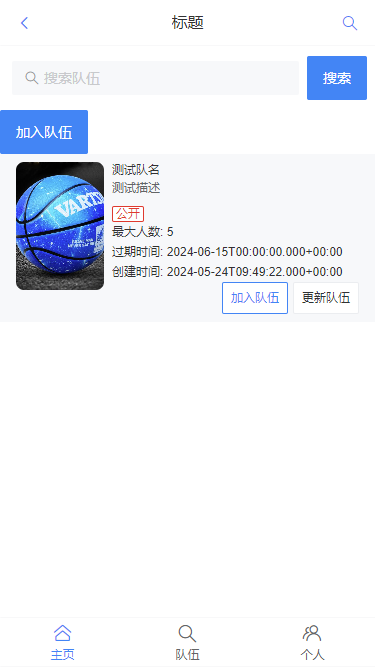 标题
搜索队伍
搜索
加入队伍
测试队名
测试描述
公开
最大人数: 5
过期时间: 2024-06-15T00:00:00.000+00:00
创建时间: 2024-05-24T09:49:22.000+00:00
加入队伍
更新队伍
主页
队伍
个人